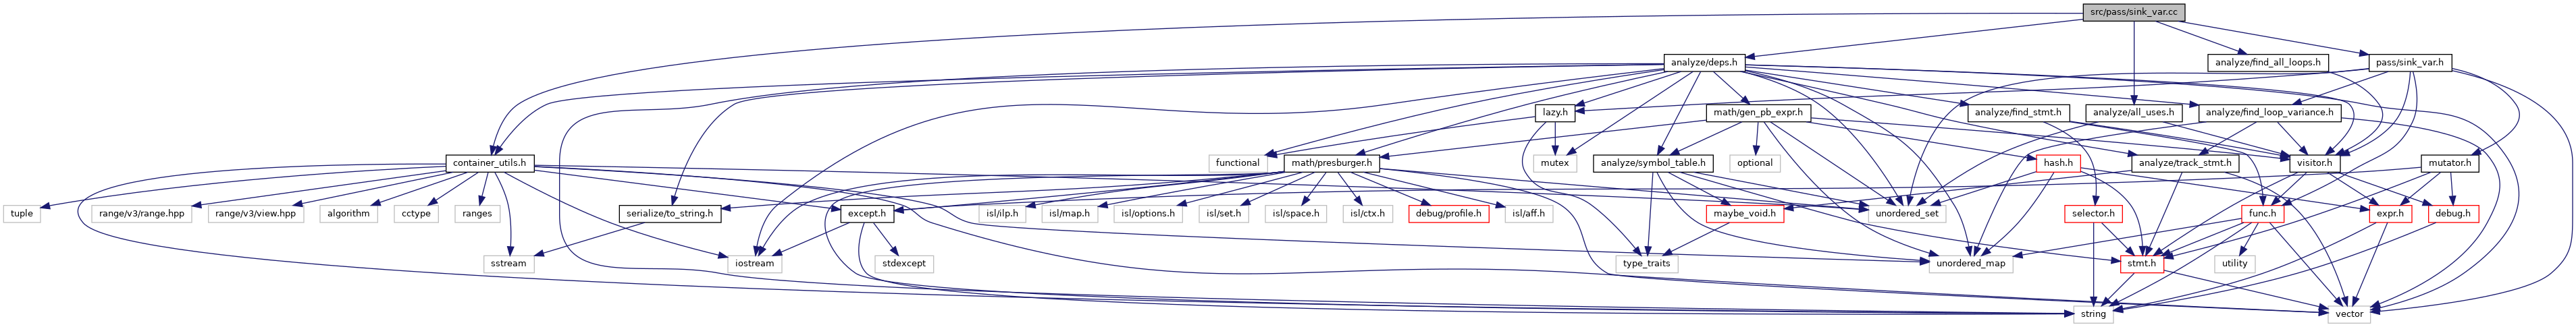 src/pass/sink_var.cc
analyze/deps.h
analyze/find_all_loops.h
pass/sink_var.h
lazy.h
math/gen_pb_expr.h
analyze/find_stmt.h
analyze/all_uses.h
analyze/find_loop_variance.h
container_utils.h
functional
math/presburger.h
mutex
analyze/symbol_table.h
optional
hash.h
analyze/track_stmt.h
visitor.h
mutator.h
tuple
range/v3/range.hpp
range/v3/view.hpp
algorithm
cctype
ranges
serialize/to_string.h
except.h
isl/ilp.h
isl/map.h
isl/options.h
isl/set.h
isl/space.h
isl/ctx.h
debug/profile.h
isl/aff.h
unordered_set
maybe_void.h
selector.h
func.h
expr.h
debug.h
sstream
iostream
stdexcept
type_traits
unordered_map
stmt.h
utility
string
vector